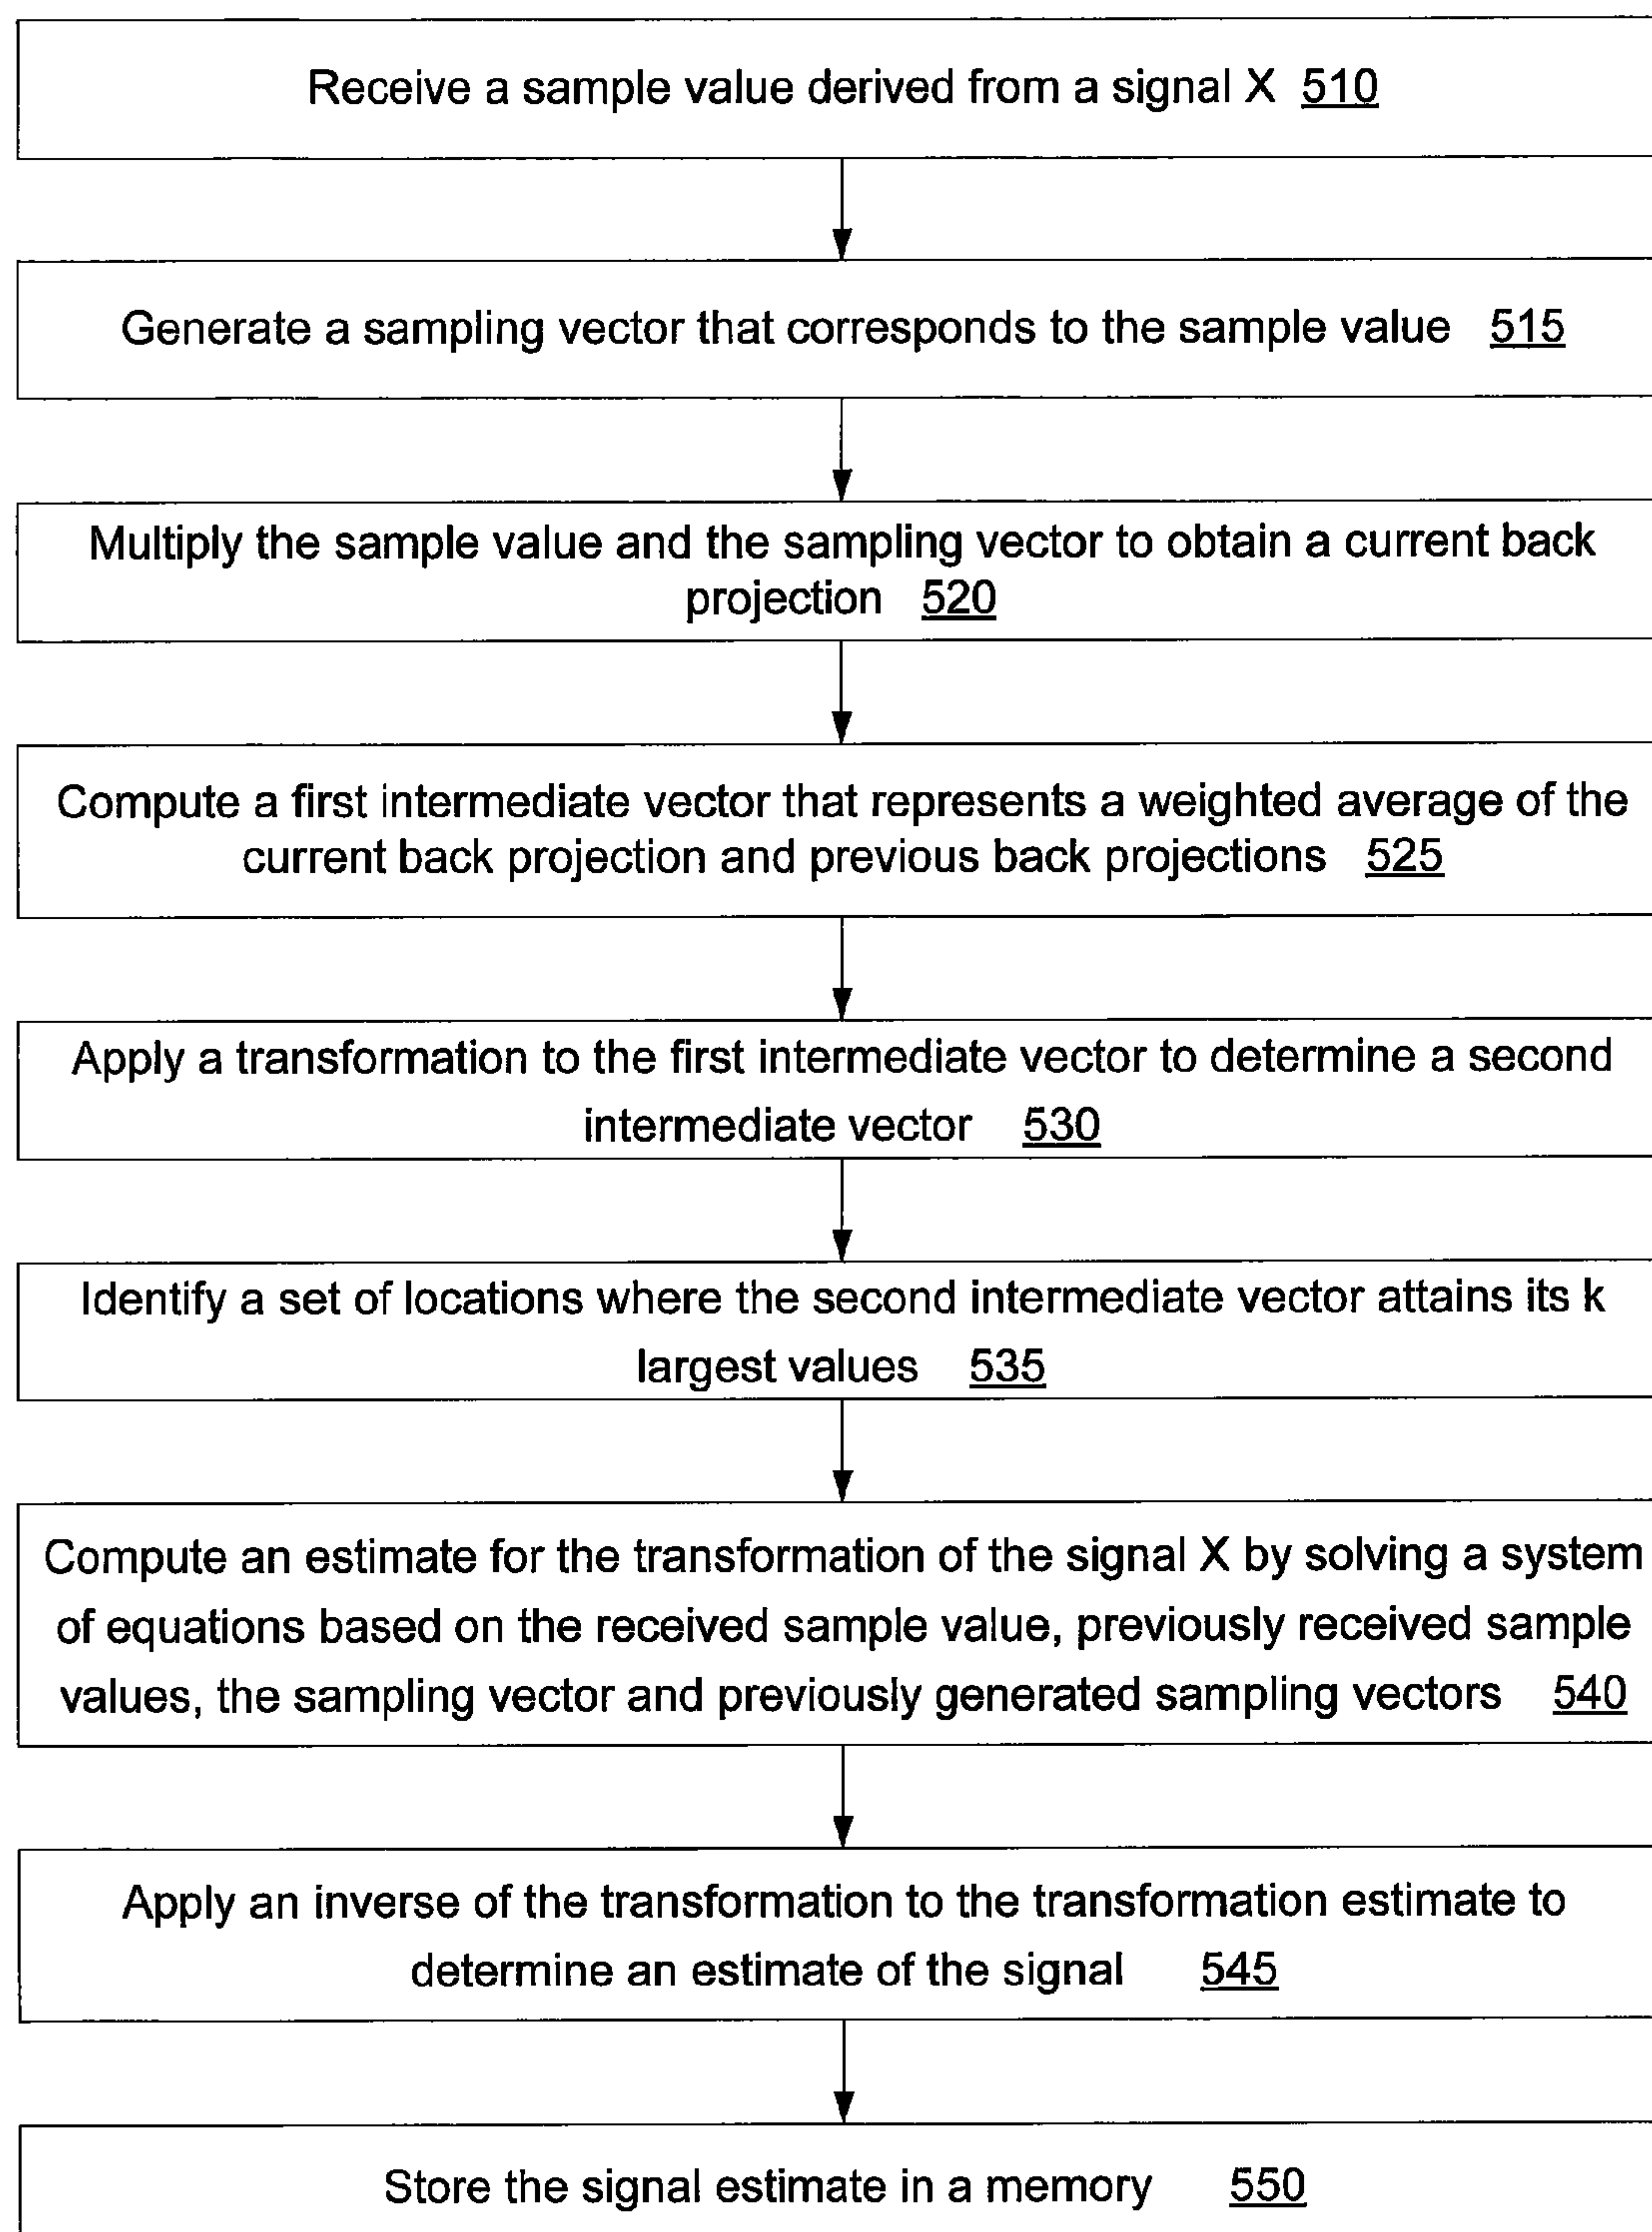 Receive a sample value derived from a signal X 510
Generate a sampling vector that corresponds to the sample value 515
Multiply the sample value and the sampling vector to obtain a current back
projection 520
Compute a first intermediate vector that represents a weighted average of the
current back projection and previous back projections 525
Apply a transformation to the first intermediate vector to determine a second
intermediate vector 530
Identify a set of locations where the second intermediate vector attains its k
largest values 535
Compute an estimate for the transformation of the signal X by solving a system
of equations based on the received sample value, previously received sample
values, the sampling vector and previously generated sampling vectors 540
Apply an inverse of the transformation to the transformation estimate to
determine an estimate of the signal 545
Store the signal estimate in a memory 550